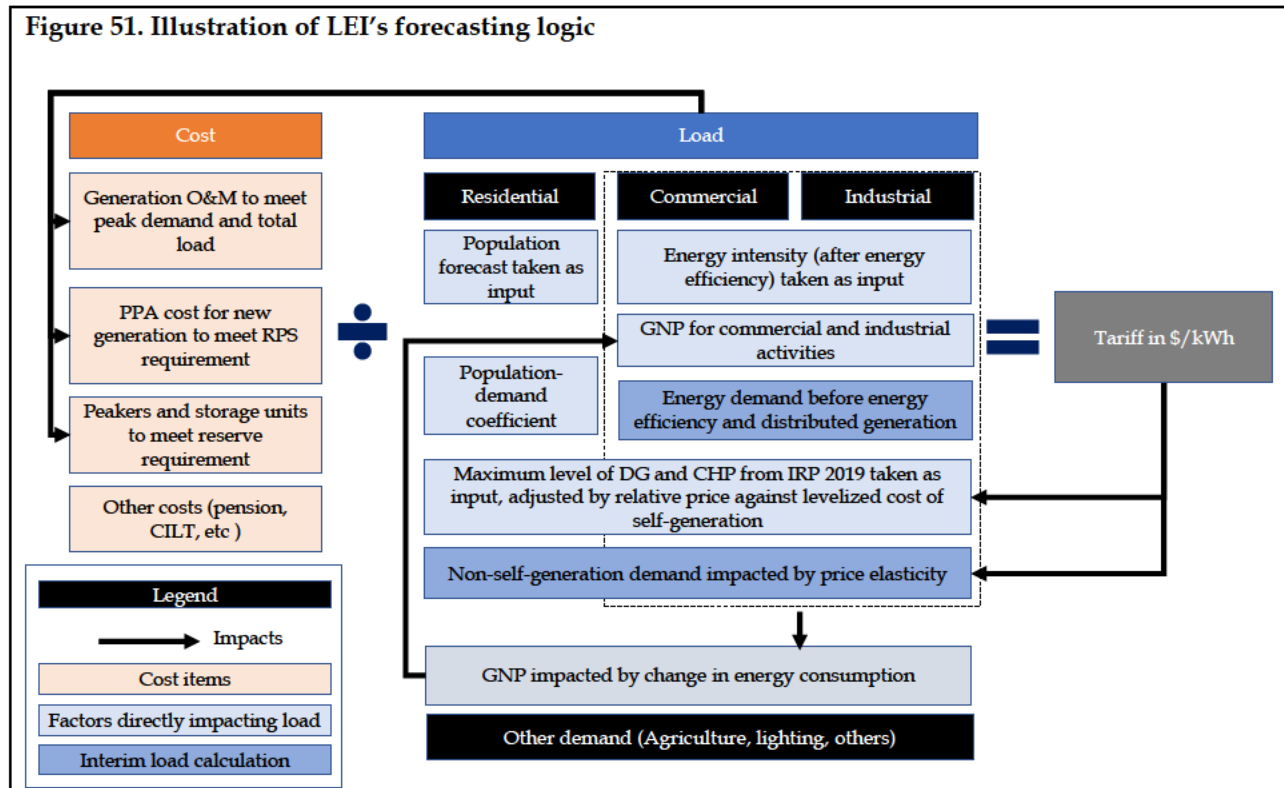 Figure 51. Illustration of LEI's forecasting logic
Cost
Generation O&M to meet
peak demand and total
load
PPA cost for new
generation to meet RPS
requirement
Peakers and storage units
to meet reserve
requirement
Other costs (pension,
CILT, etc )
Load
Residential
Commercial
Industrial
Population
forecast taken as
input
Energy intensity (after energy
efficiency) taken as input
GNP for commercial and industrial
activities
Population-
demand
coefficient
Energy demand before energy
efficiency and distributed generation
Maximum level of DG and CHP from IRP 2019 taken as
input, adjusted by relative price against levelized cost of
self-generation
Non-self-generation demand impacted by price elasticity
GNP impacted by change in energy consumption
Other demand (Agriculture, lighting, others)
Tariff in $/kWh
Legend
Impacts
Cost items
Factors directly impacting load
Interim load calculation